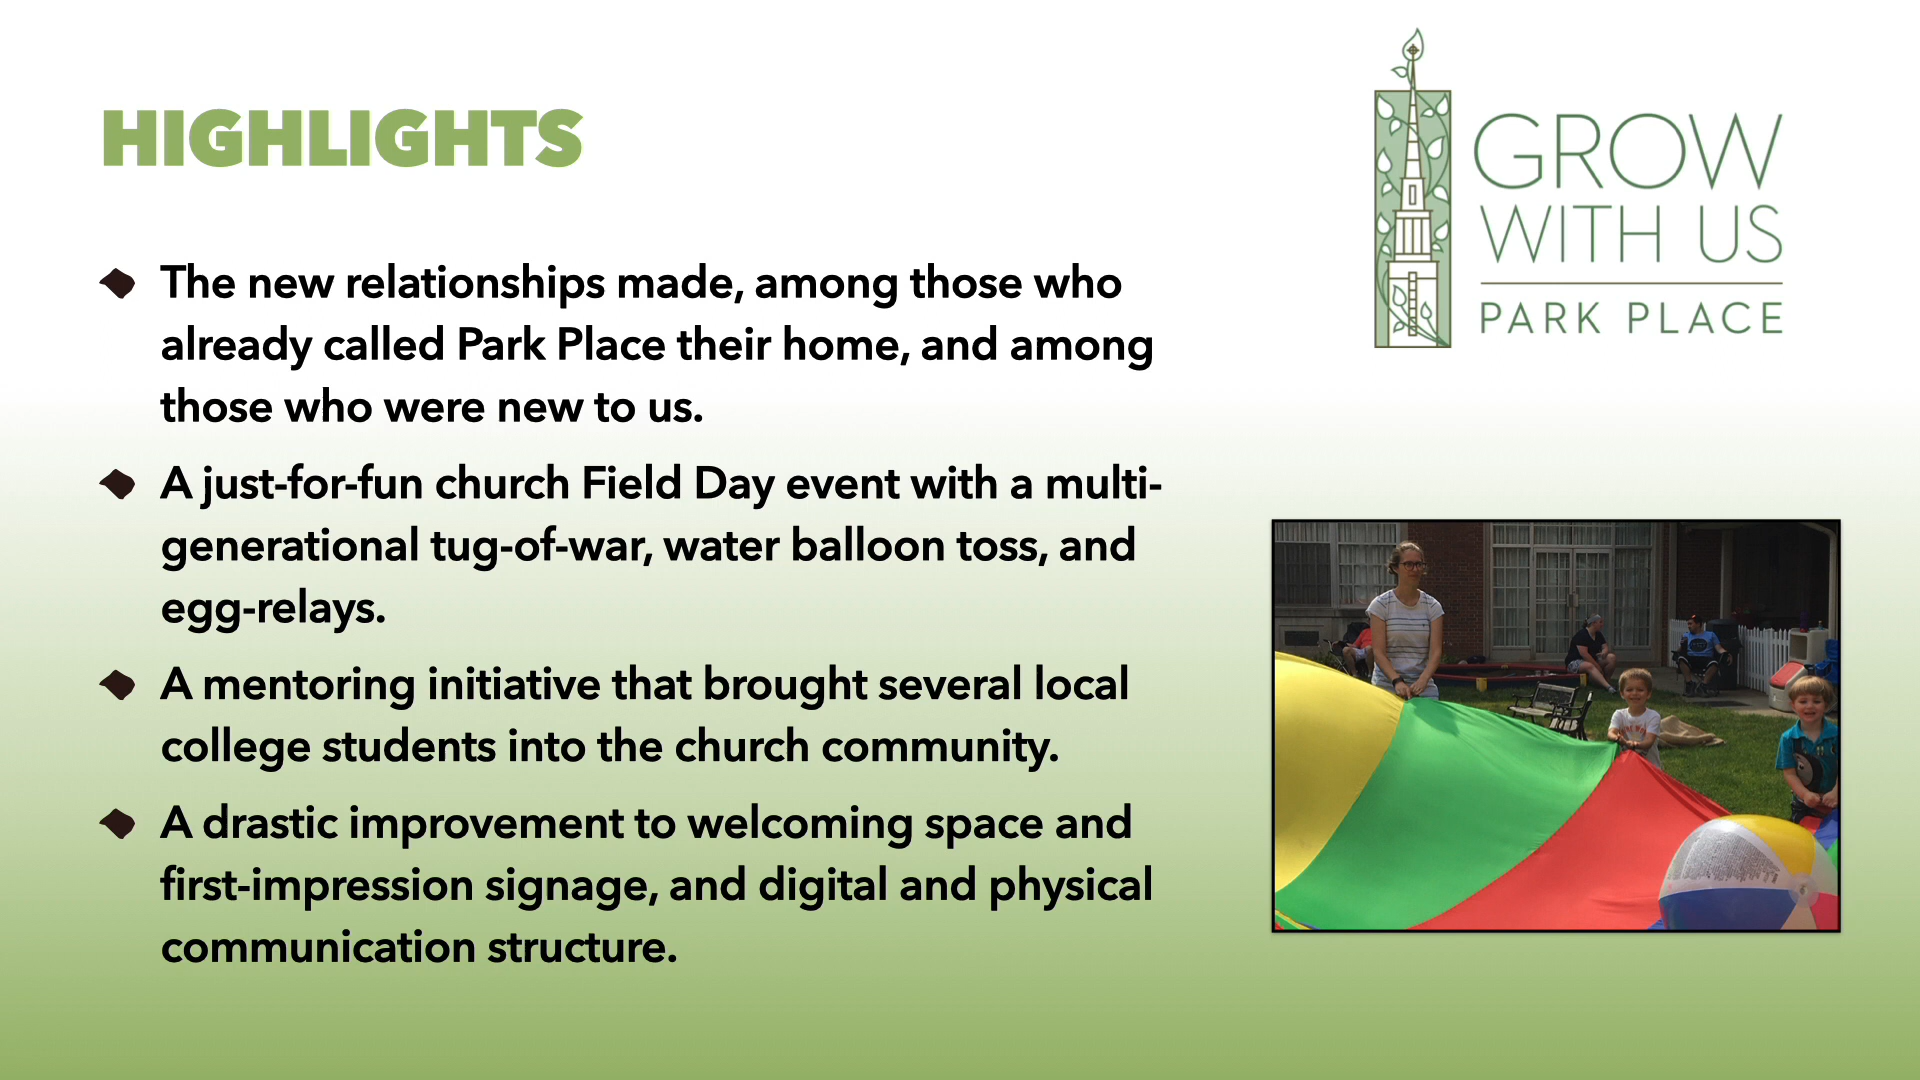 HIGHLIGHTS
GROW
WITH US
PARK PLACE
The new relationships made, among those who
already called Park Place their home, and among
those who were new to us.
A just-for-fun church Field Day event with a multi-
generational tug-of-war, water balloon toss, and
egg-relays.
A mentoring initiative that brought several local
college students into the church community.
A drastic improvement to welcoming space and
first-impression signage, and digital and physical
communication structure.